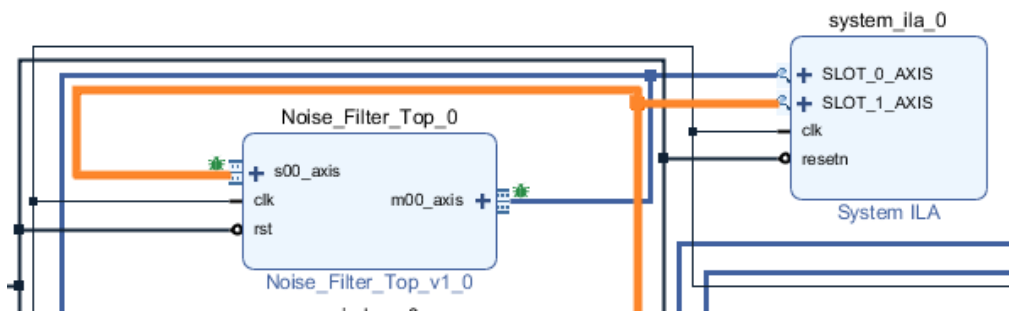 system_ila_0
SLOT_0_AXIS
SLOT_1_AXIS
clk
resetn
System ILA
Noise_Filter_Top_0
s00_axis
clk
m00_axis
rst
Noise_Filter_Top_v1_0